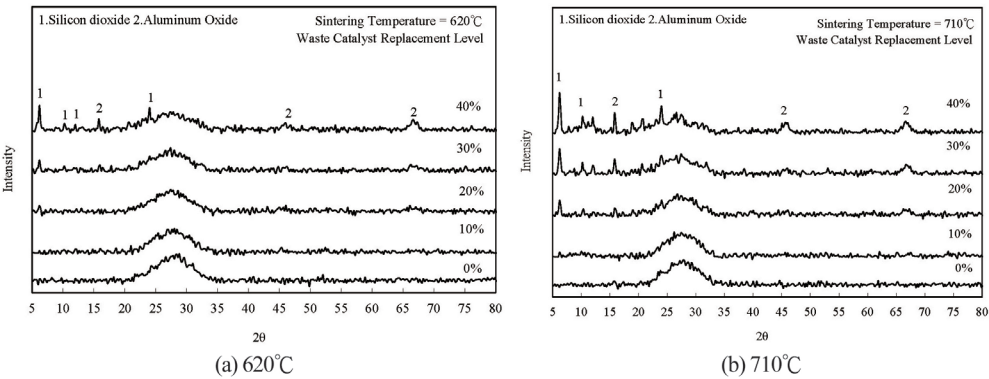 (a)
1.Silicon dioxide 2.Aluminum Oxide
Sintering Temperature = 620℃
Waste Catalyst Replacement Level
1
1 1
2
1
2
2
40%
30%
20%
10%
0%
Intensity
5 10 15 20 25 30 35 40 45 50 55 60 65 70 75 80
2θ
(a) 620℃
(b)
1.Silicon dioxide 2.Aluminum Oxide
Sintering Temperature = 710℃
Waste Catalyst Replacement Level
1
1
2
1
2
2
40%
30%
20%
10%
0%
Intensity
5 10 15 20 25 30 35 40 45 50 55 60 65 70 75 80
2θ
(b) 710℃